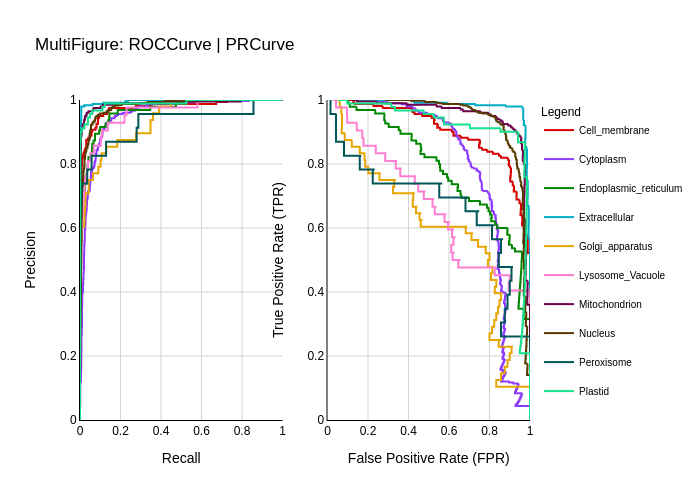 MultiFigure: ROCCurve | PRCurve
Precision
1
0.8
0.6
0.4
0.2
0
0
0.2
0.4
0.6
0.8
1
Recall
True Positive Rate (TPR)
1
0.8
0.6
0.4
0.2
0
0
0.2
0.4
0.6
0.8
1
False Positive Rate (FPR)
Legend
Cell_membrane
Cytoplasm
Endoplasmic_reticulum
Extracellular
Golgi_apparatus
Lysosome_Vacuole
Mitochondrion
Nucleus
Peroxisome
Plastid